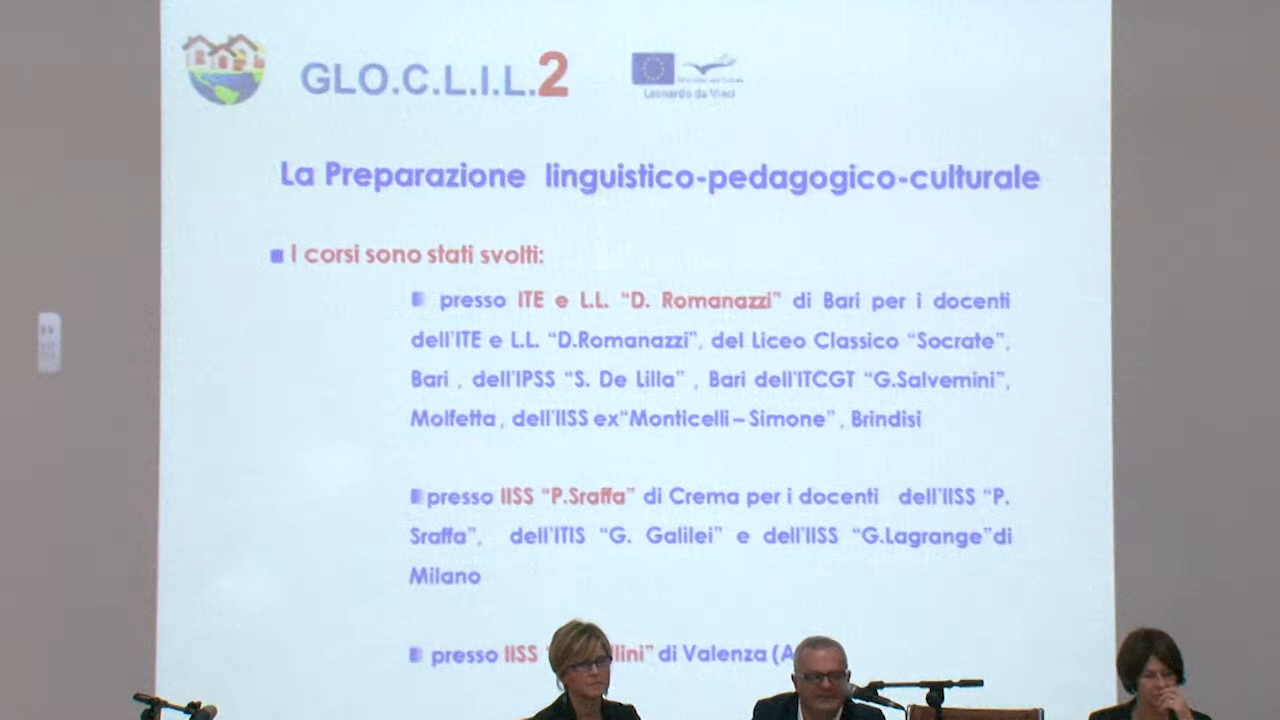 GLO.C.L.I.L.2
Leonardo da Vinci
La Preparazione linguistico-pedagogico-culturale
I corsi sono stati svolti:
presso ITE e L.L. “D. Romanazzi” di Bari per i docenti
dell'ITE e L.L. “D.Romanazzi”, del Liceo Classico “Socrate”,
Bari , dell'IPSS “S. De Lilla” , Bari dell'ITCGT “G.Salvemini”,
Molfetta , dell'IISS ex“Monticelli – Simone” , Brindisi
presso IISS “P.Sraffa” di Crema per i docenti dell'IISS “P.
Sraffa”, dell'ITIS “G. Galilei” e dell'IISS “G.Lagrange”di
Milano
presso IISS lini” di Valenza (A